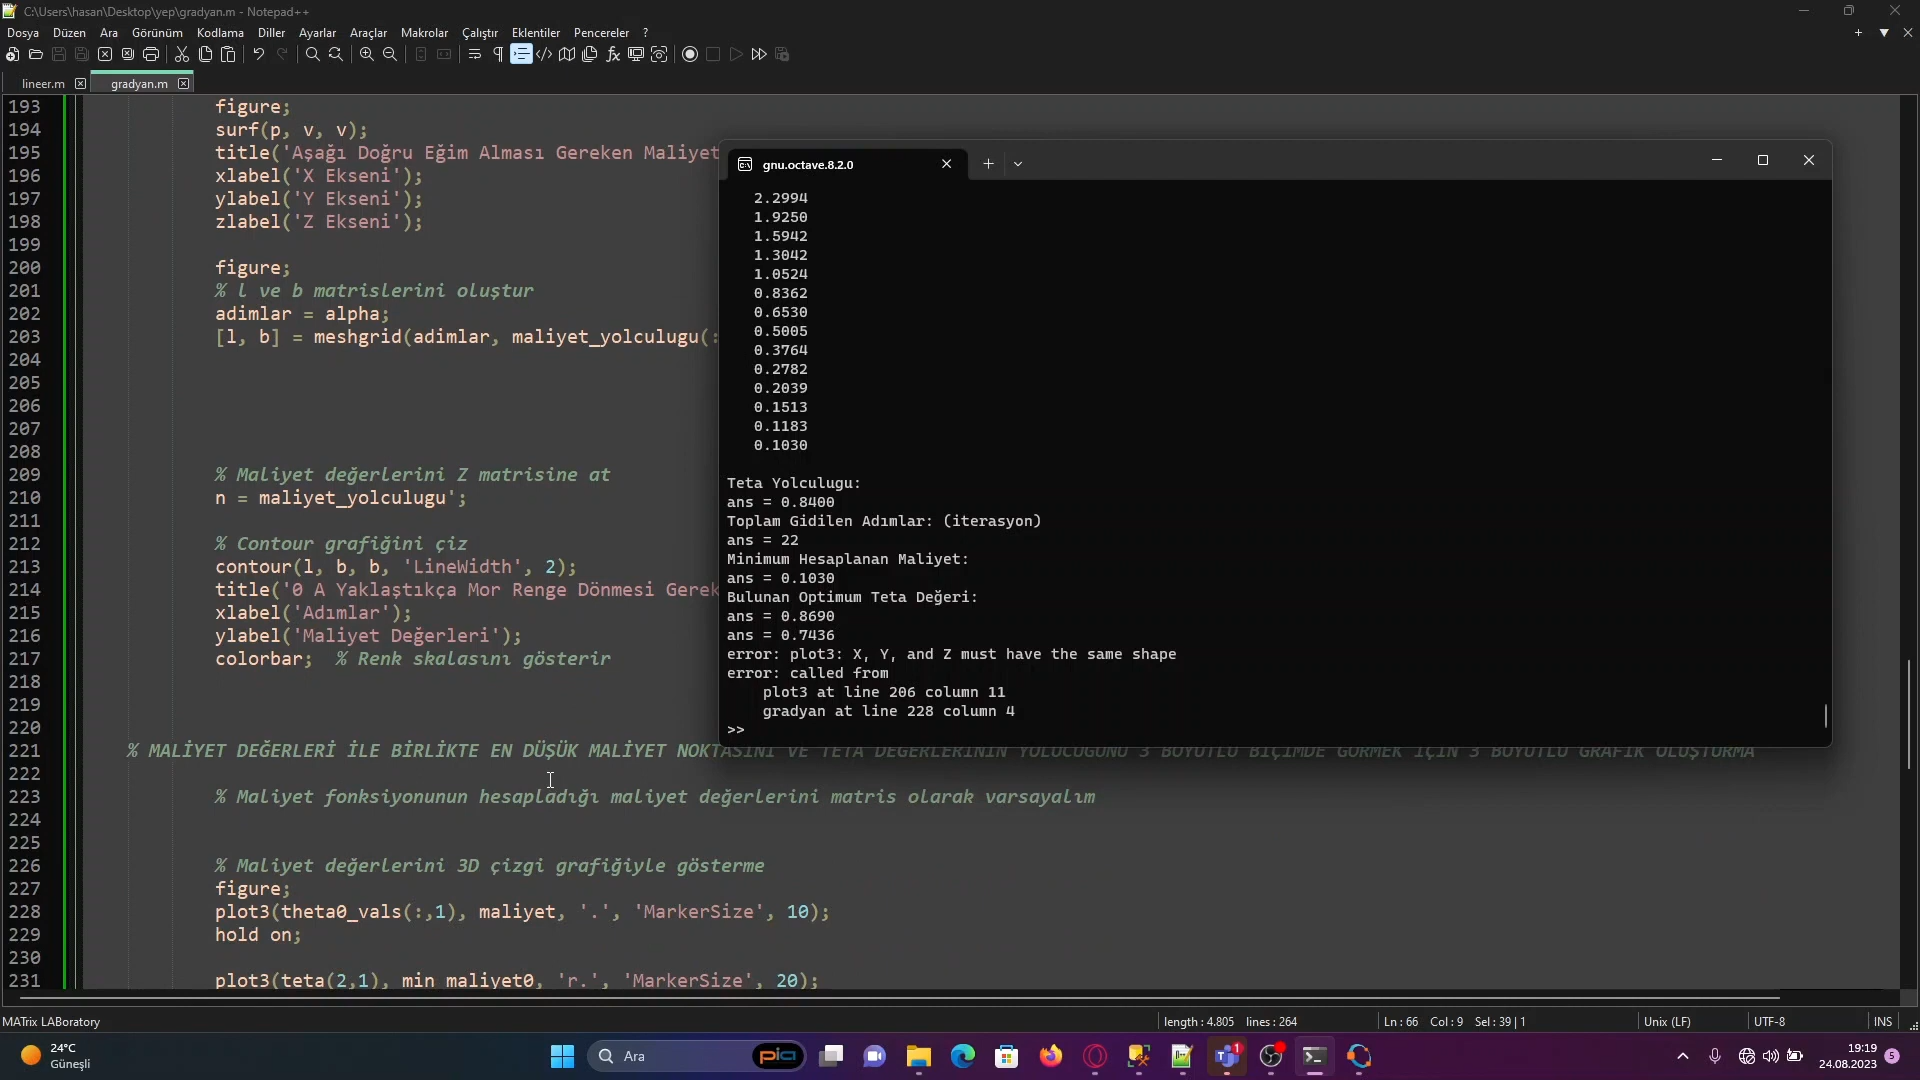 C:\Users\hasan\Desktop\yep\gradyan.m - Notepad++
Dosya Düzen Ara Görünüm Kodlama Diller Ayarlar Araçlar Makrolar Çalıştır Eklentiler Pencereler ?
lineer.m gradyan.m
193 figure;
194 surf(p, v, v);
195 title('Aşağı Doğru Eğim Alması Gereken Maliyet
196 xlabel('X Ekseni');
197 ylabel('Y Ekseni');
198 zlabel('Z Ekseni');
199
200 figure;
201 % l ve b matrislerini oluştur
202 adimlar = alpha;
203 [l, b] = meshgrid(adimlar, maliyet_yolculugu(:
204
205
206
207
208
209 % Maliyet değerlerini Z matrisine at
210 n = maliyet_yolculugu';
211
212 % Contour grafiğini çiz
213 contour(l, b, b, 'LineWidth', 2);
214 title('0 A Yaklaştıkça Mor Renge Dönmesi Gerek
215 xlabel('Adımlar');
216 ylabel('Maliyet Değerleri');
217 colorbar; % Renk skalasını gösterir
218
219
220
221 % MALİYET DEĞERLERİ İLE BİRLİKTE EN DÜŞÜK MALİYET NOKTASINI VE TETA DEĞERLERİNİN YOLUCUĞUNU 3 BOYUTLU BİÇİMDE GÖRMEK İÇİN 3 BOYUTLU GRAFİK OLUŞTURMA
222
223 % Maliyet fonksiyonunun hesapladığı maliyet değerlerini matris olarak varsayalım
224
225
226 % Maliyet değerlerini 3D çizgi grafiğiyle gösterme
227 figure;
228 plot3(theta0_vals(:,1), maliyet, '.', 'MarkerSize', 10);
229 hold on;
230
231 plot3(teta(2,1), min_maliyet0, 'r.', 'MarkerSize', 20);
gnu.octave.8.2.0
2.2994
1.9250
1.5942
1.3042
1.0524
0.8362
0.6530
0.5005
0.3764
0.2782
0.2039
0.1513
0.1183
0.1030
Teta Yolculugu:
ans = 0.8400
Toplam Gidilen Adımlar: (iterasyon)
ans = 22
Minimum Hesaplanan Maliyet:
ans = 0.1030
Bulunan Optimum Teta Değeri:
ans = 0.8690
ans = 0.7436
error: plot3: X, Y, and Z must have the same shape
error: called from
plot3 at line 206 column 11
gradyan at line 228 column 4
>>
MATrix LABoratory length : 4.805 lines : 264 Ln : 66 Col : 9 Sel : 39 | 1 Unix (LF) UTF-8 INS
24°C
Güneşli
Ara
pia
1
19:19
24.08.2023
5